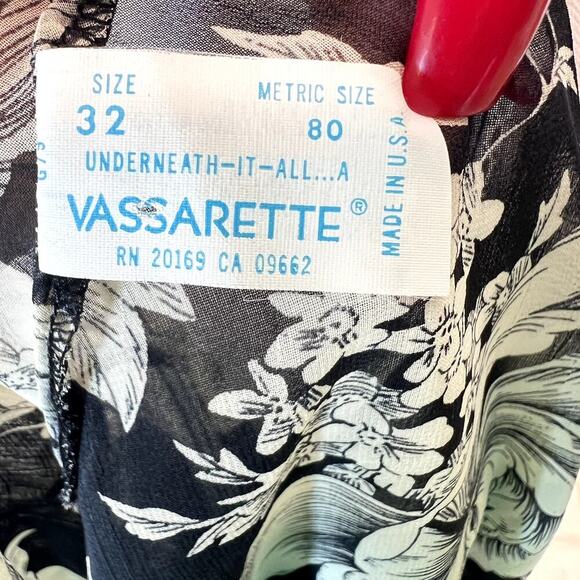 SIZE METRIC SIZE
32 80
UNDERNEATH-IT-ALL...A
VASSARETTE®
RN 20169 CA 09662
MADE IN U.S.A.